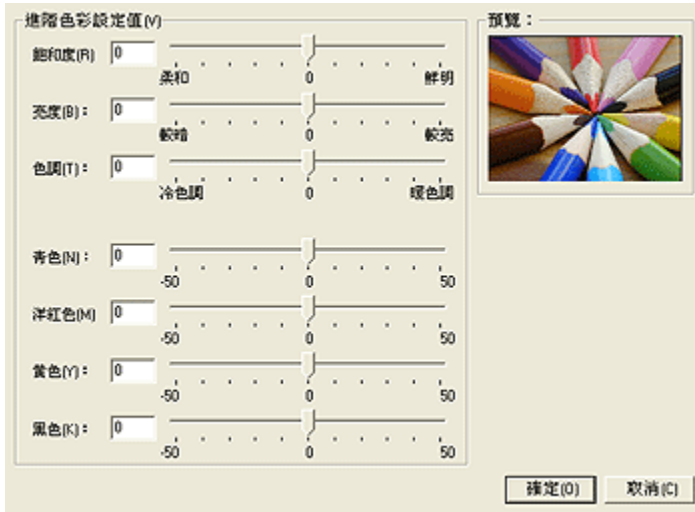 進階色彩設定值(V)
預覽：
飽和度(R) 0
柔和 0 鮮明
亮度(B)： 0
較暗 0 較亮
色調(T)： 0
冷色調 0 暖色調
青色(N)： 0
-50 0 50
洋紅色(M) 0
-50 0 50
黃色(Y)： 0
-50 0 50
黑色(K)： 0
-50 0 50
確定(O) 取消(C)